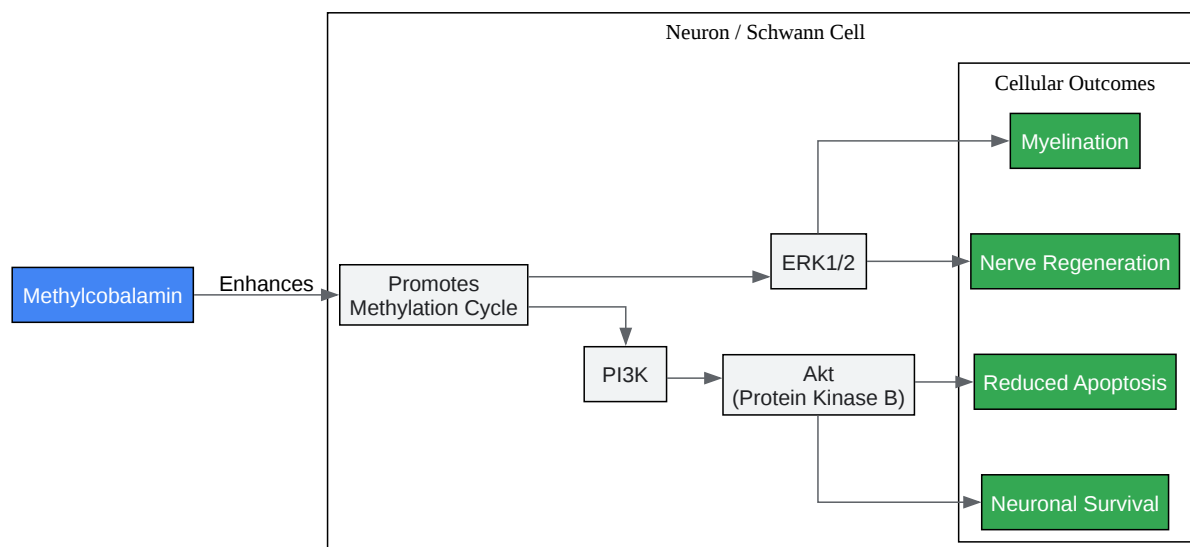 Neuron / Schwann Cell
Cellular Outcomes
Myelination
Methylcobalamin
Enhances
Promotes
Methylation Cycle
ERK1/2
Nerve Regeneration
PI3K
Akt
(Protein Kinase B)
Reduced Apoptosis
Neuronal Survival